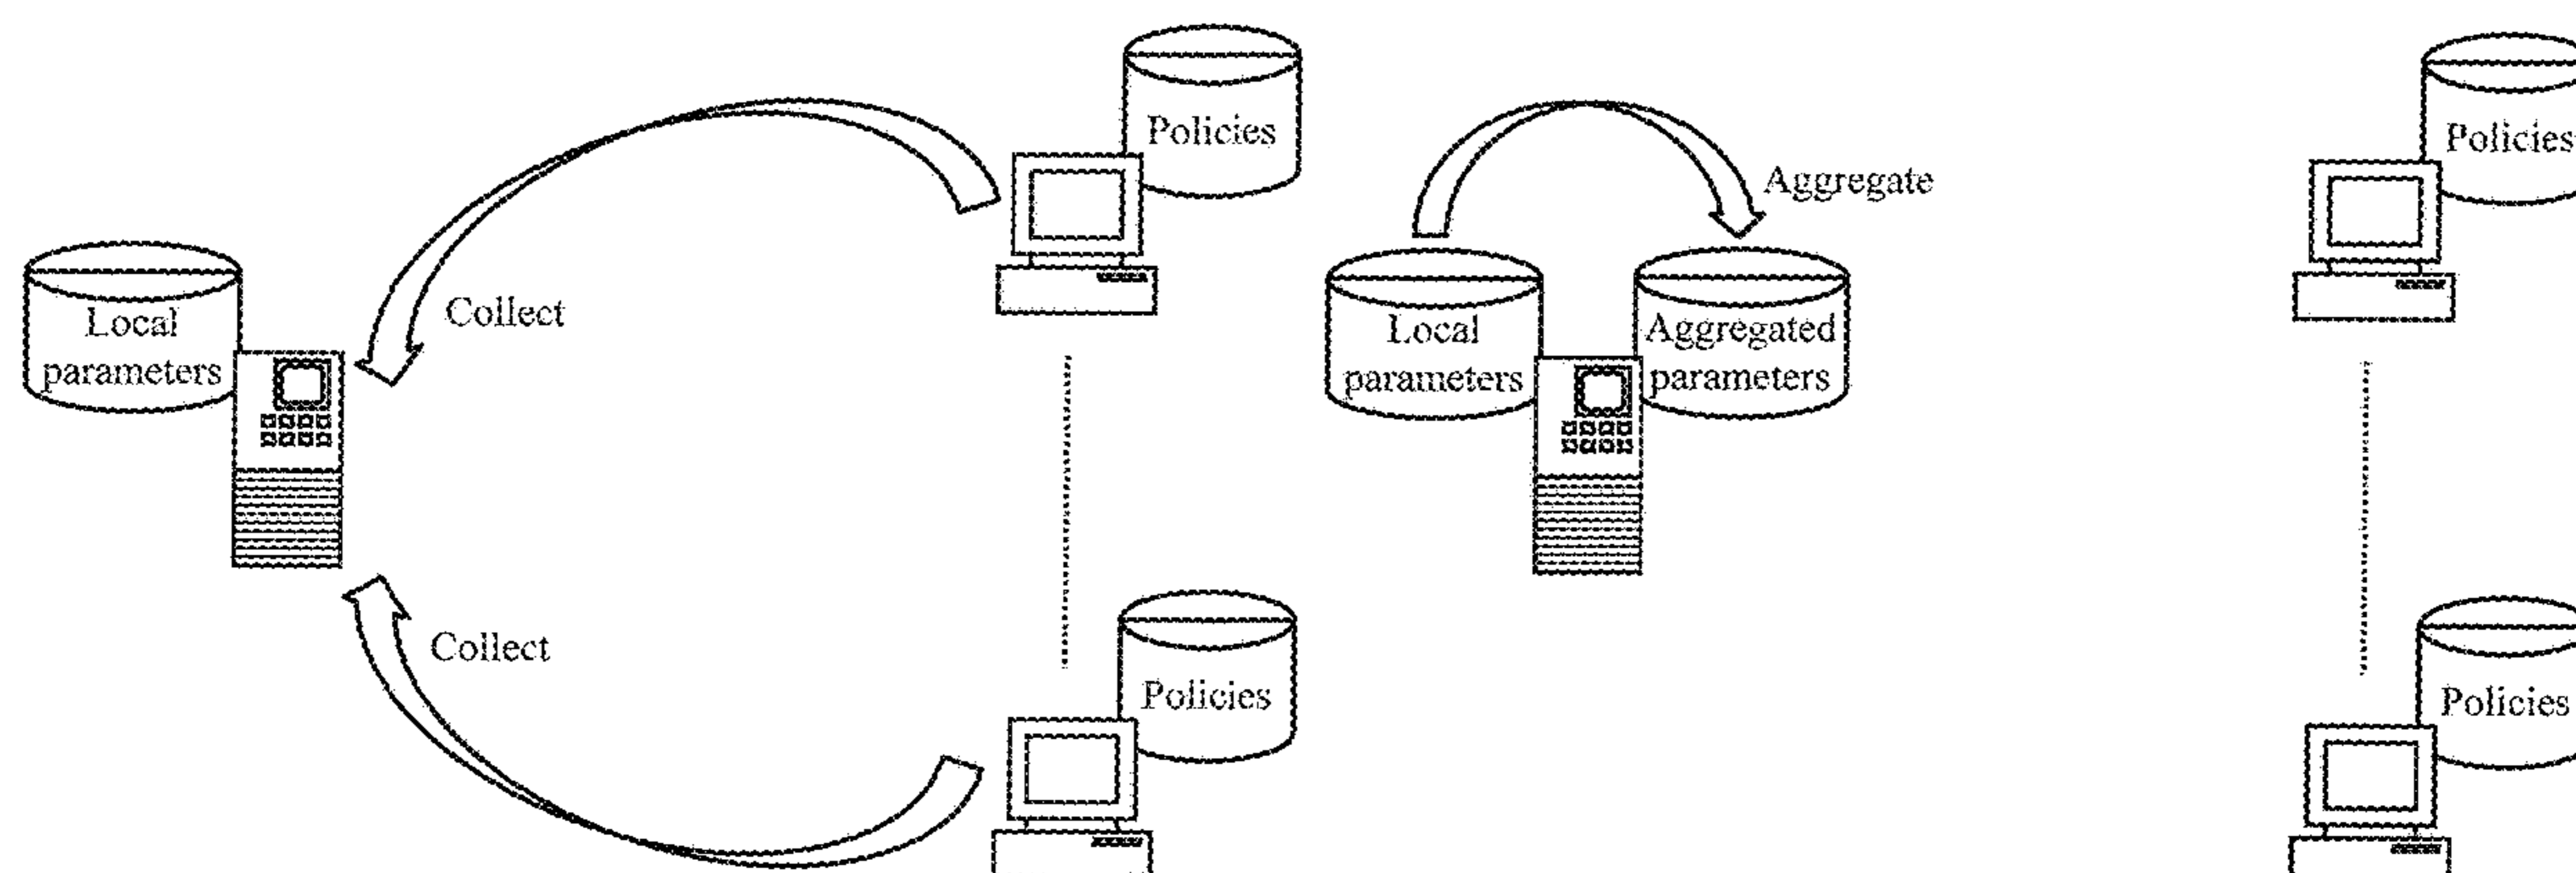 Policies
Collect
Local
parameters
Collect
Policies
Aggregate
Local
parameters
Aggregated
parameters
Policies
Policies